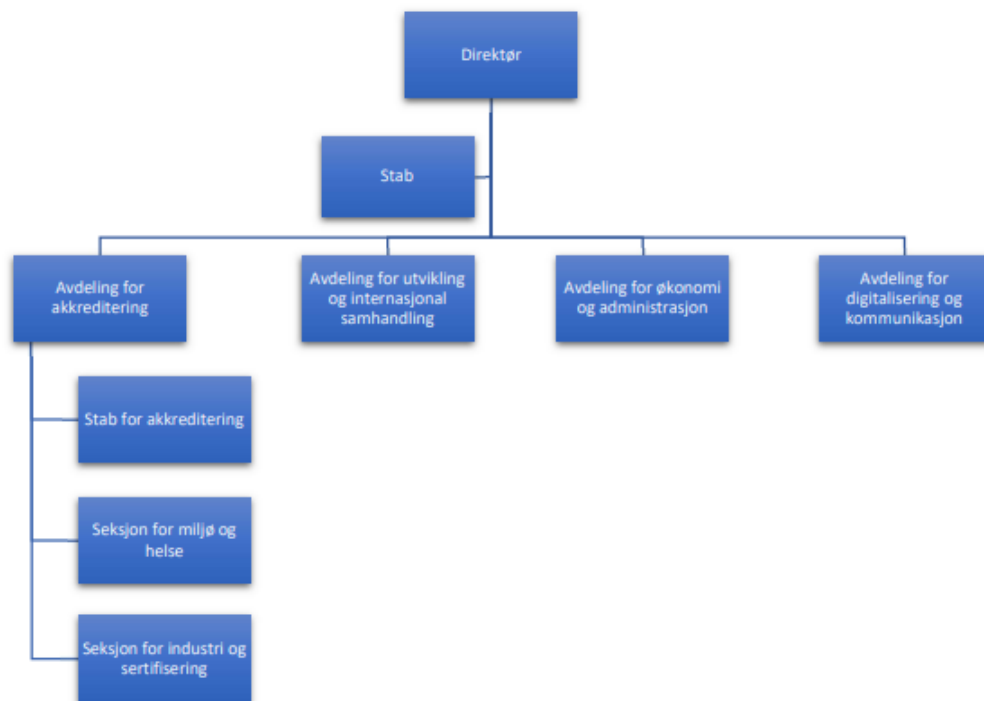 Direktør
Stab
Avdeling for
akkreditering
Avdeling for utvikling
og internasjonal
samhandling
Avdeling for økonomi
og administrasjon
Avdeling for
digitalisering og
kommunikasjon
Stab for akkreditering
Seksjon for miljø og
helse
Seksjon for industri og
sertifisering